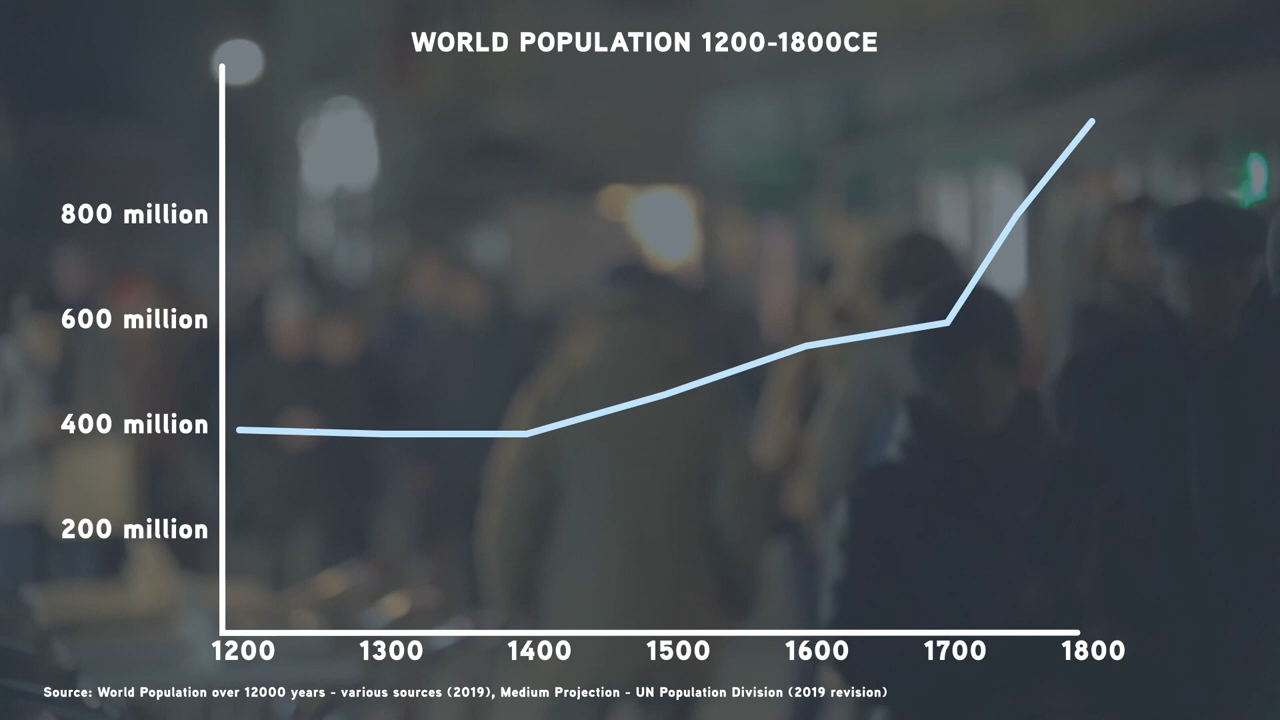 WORLD POPULATION 1200-1800CE
800 million
600 million
400 million
200 million
1200 1300 1400 1500 1600 1700 1800
Source: World Population over 12000 years - various sources (2019), Medium Projection - UN Population Division (2019 revision)